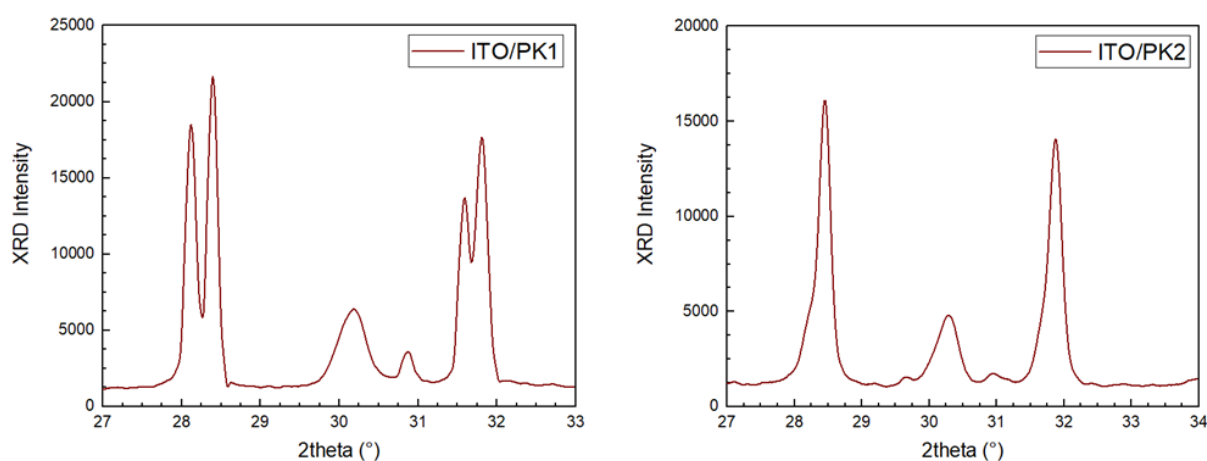 25000
ITO/PK1
20000
15000
10000
5000
0
XRD Intensity
27 28 29 30 31 32 33
2theta (°)
20000
ITO/PK2
15000
10000
5000
0
XRD Intensity
27 28 29 30 31 32 33 34
2theta (°)